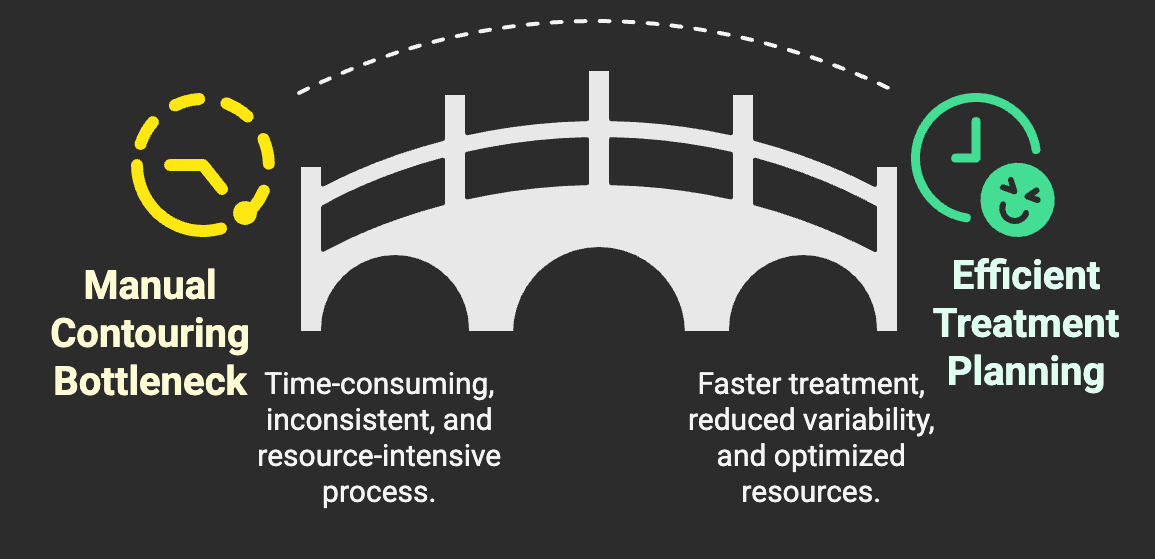 Manual
Contouring
Bottleneck
Time-consuming,
inconsistent, and
resource-intensive
process.
Efficient
Treatment
Planning
Faster treatment,
reduced variability,
and optimized
resources.